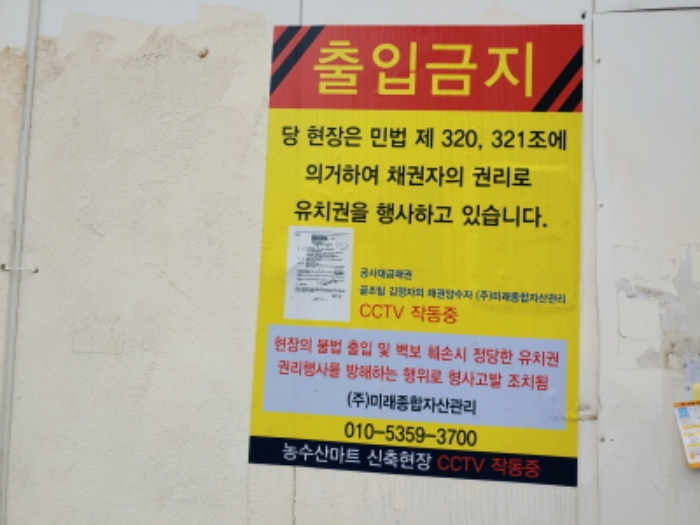 출입금지
당 현장은 민법 제 320, 321조에
의거하여 채권자의 권리로
유치권을 행사하고 있습니다.
공사대금채권
골조팀 김정자의 채권양수자 (주)미래종합자산관리
CCTV 작동중
현장의 불법 출입 및 벽보 훼손시 정당한 유치권
권리행사를 방해하는 행위로 형사고발 조치됨
(주)미래종합자산관리
010-5359-3700
농수산마트 신축현장 CCTV 작동중